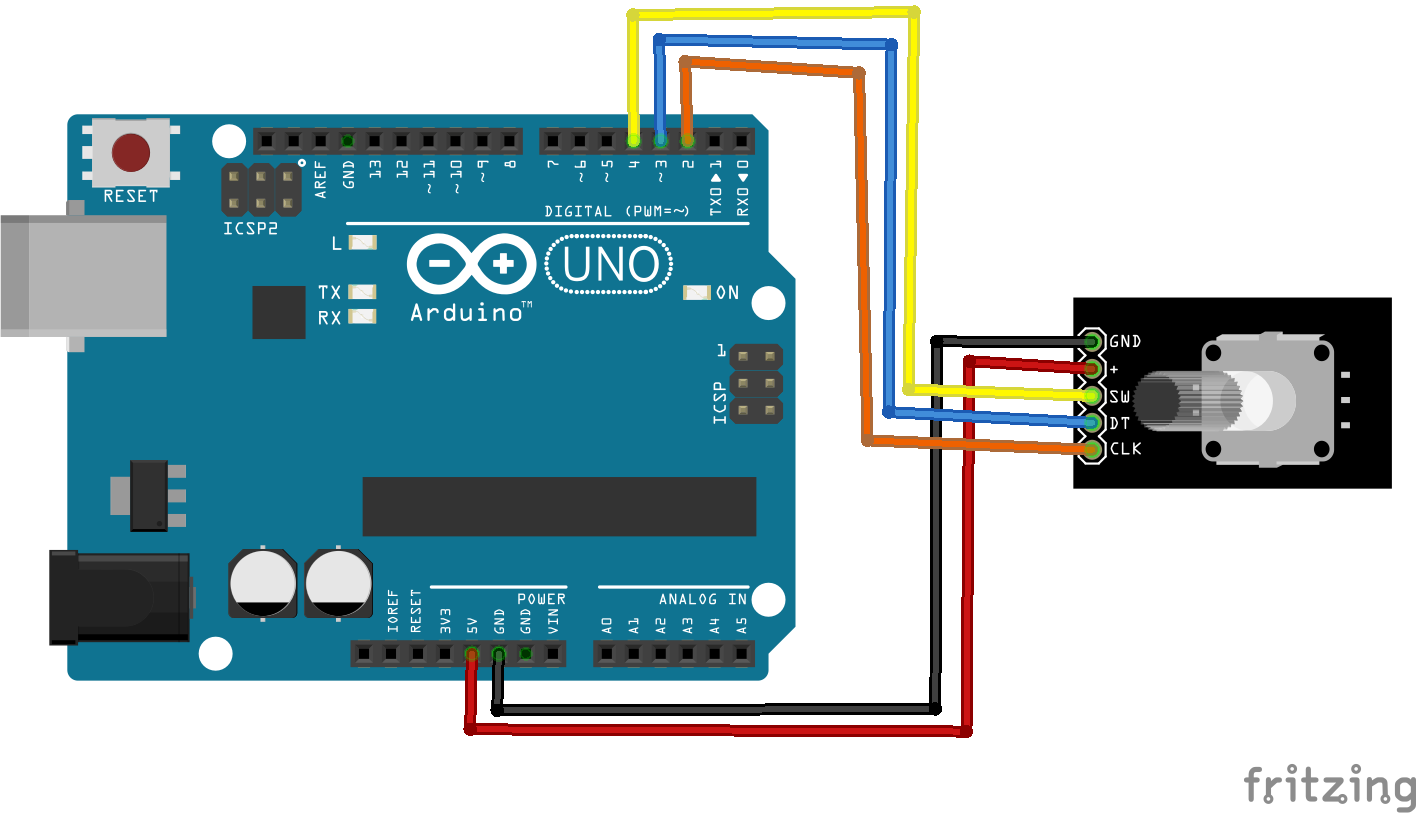 RESET
ICSP2
AREF
GND
13
12
~11
~10
~9
8
7
~6
~5
4
~3
2
TX0▶1
RX0◀0
DIGITAL (PWM=~)
L
TX
RX
Arduino™
UNO
ON
1
ICSP
GND
+
SW
DT
CLK
POWER
ANALOG IN
IOREF
RESET
3V3
5V
GND
GND
VIN
A0
A1
A2
A3
A4
A5
fritzing